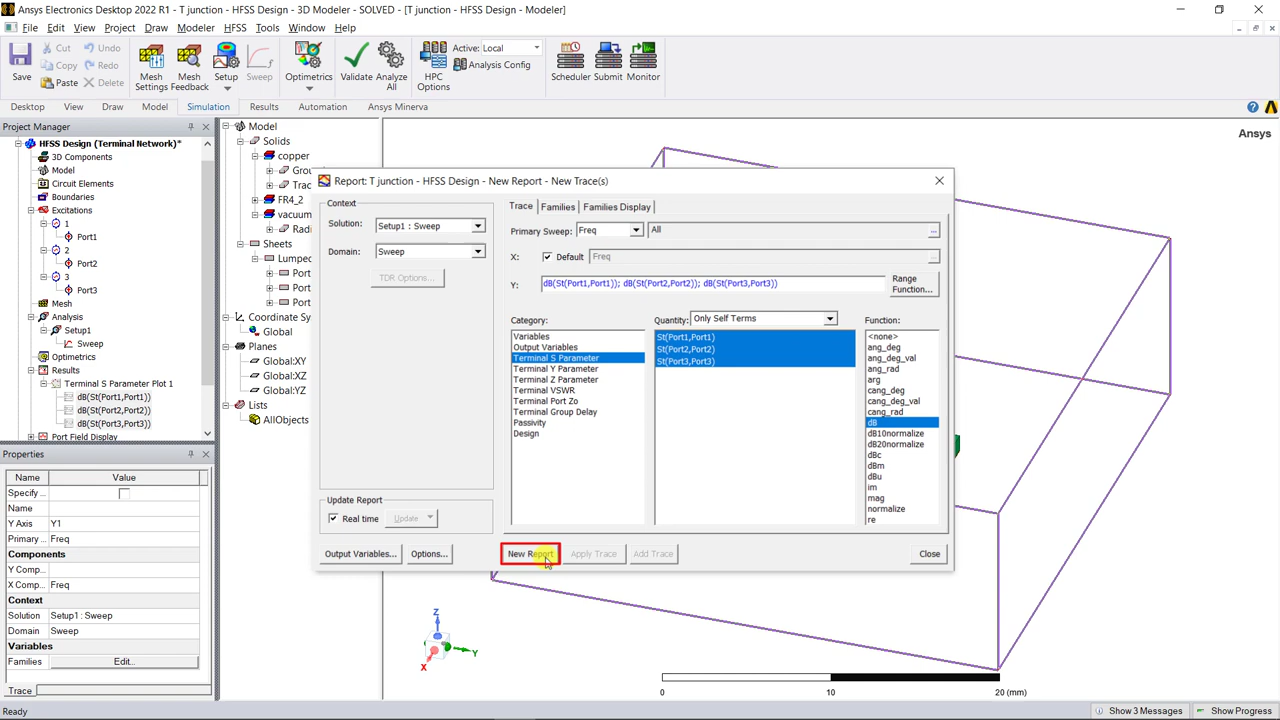 Ansys Electronics Desktop 2022 R1 - T junction - HFSS Design - 3D Modeler - SOLVED - [T junction - HFSS Design - Modeler]
File Edit View Project Draw Modeler HFSS Tools Window Help
Save
Cut
Copy
Paste
Undo
Redo
Delete
Mesh Settings
Mesh Feedback
Setup
Sweep
Optimetrics
Validate
Analyze All
HPC Options
Active: Local
Analysis Config
Scheduler
Submit
Monitor
Desktop View Draw Model Simulation Results Automation Ansys Minerva
Project Manager
HFSS Design (Terminal Network)*
3D Components
Model
Circuit Elements
Boundaries
Excitations
1
Port1
2
Port2
3
Port3
Mesh
Analysis
Setup1
Sweep
Optimetrics
Results
Terminal S Parameter Plot 1
dB(St(Port1,Port1))
dB(St(Port2,Port2))
dB(St(Port3,Port3))
Port Field Display
Properties
Name Value
Specify ...
Name
Y Axis Y1
Primary ... Freq
Components
Y Comp...
X Comp... Freq
Context
Solution Setup1 : Sweep
Domain Sweep
Variables
Families Edit...
Trace
Model
Solids
copper
Grou
Trac
FR4_2
vacuum
Radi
Sheets
Lumped
Port
Port
Port
Coordinate Sy
Global
Planes
Global:XY
Global:XZ
Global:YZ
Lists
AllObjects
Ansys
Report: T junction - HFSS Design - New Report - New Trace(s)
Context
Solution: Setup1 : Sweep
Domain: Sweep
TDR Options...
Update Report
Real time Update
Output Variables... Options...
Trace Families Families Display
Primary Sweep: Freq All ...
X: Default Freq ...
Y: dB(St(Port1,Port1)); dB(St(Port2,Port2)); dB(St(Port3,Port3))
Range Function...
Category:
Variables
Output Variables
Terminal S Parameter
Terminal Y Parameter
Terminal Z Parameter
Terminal VSWR
Terminal Port Zo
Terminal Group Delay
Passivity
Design
Quantity: Only Self Terms
St(Port1,Port1)
St(Port2,Port2)
St(Port3,Port3)
Function:
<none>
ang_deg
ang_deg_val
ang_rad
arg
cang_deg
cang_deg_val
cang_rad
dB
dB10normalize
dB20normalize
dBc
dBm
dBu
im
mag
normalize
re
New Report Apply Trace Add Trace Close
Z
Y
X
0 10 20 (mm)
Ready
Show 3 Messages Show Progress